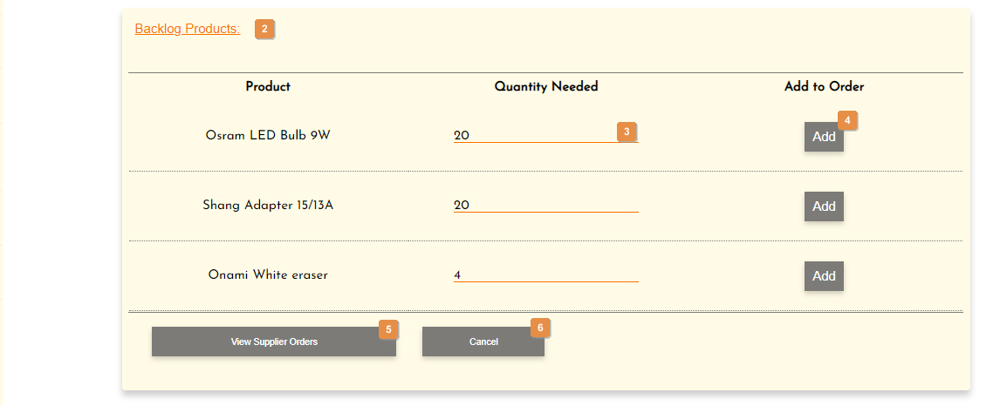 Backlog Products: 2
Product Quantity Needed Add to Order
4
Osram LED Bulb 9W 20 3 Add
Shang Adapter 15/13A 20 Add
Onami White eraser 4 Add
5 6
View Supplier Orders Cancel